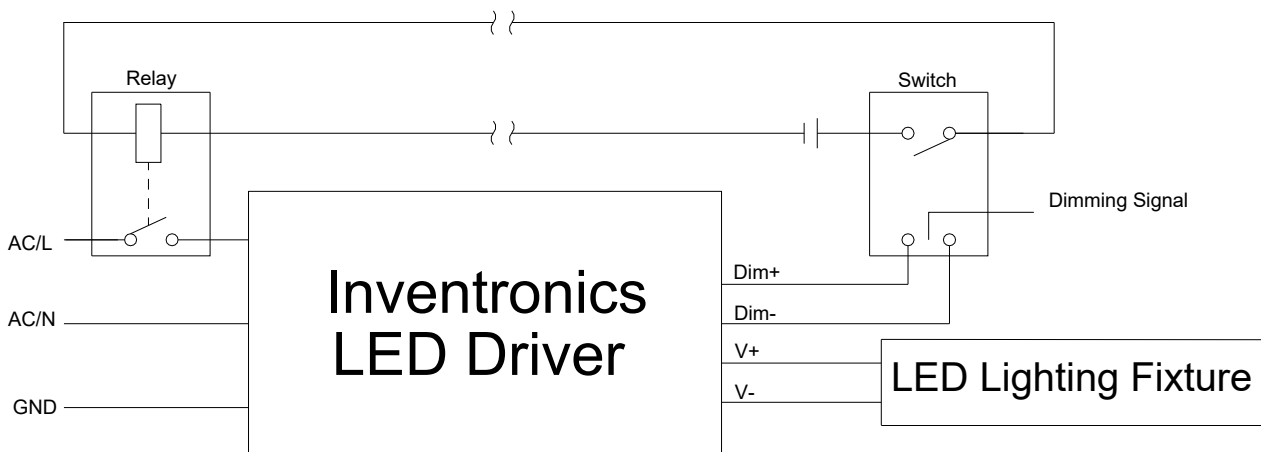 Relay
Switch
Dimming Signal
AC/L
AC/N
GND
Inventronics
LED Driver
Dim+
Dim-
V+
V-
LED Lighting Fixture